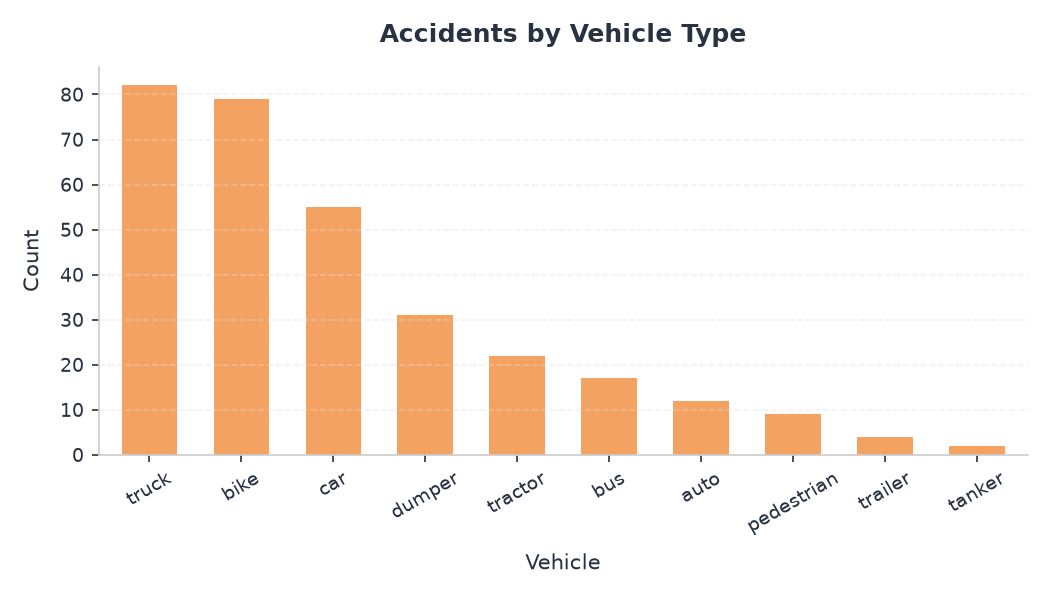 Accidents by Vehicle Type
Count
80
70
60
50
40
30
20
10
0
truck
bike
car
dumper
tractor
bus
auto
pedestrian
trailer
tanker
Vehicle